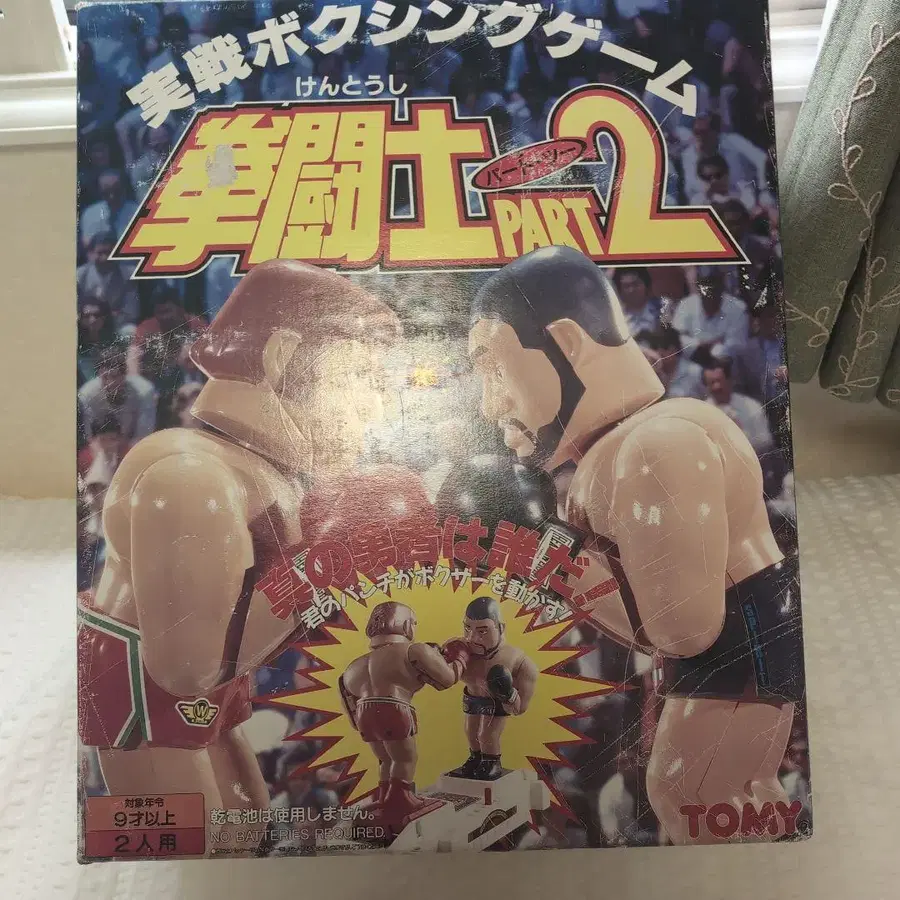 実戦ボクシングゲーム
けんとうし
拳闘士
パートツー
PART 2
真の勇者は誰だ!
君のパンチがボクサーを動かす!
W
対象年令
9才以上
2人用
乾電池は使用しません。
NO BATTERIES REQUIRED.
TOMY